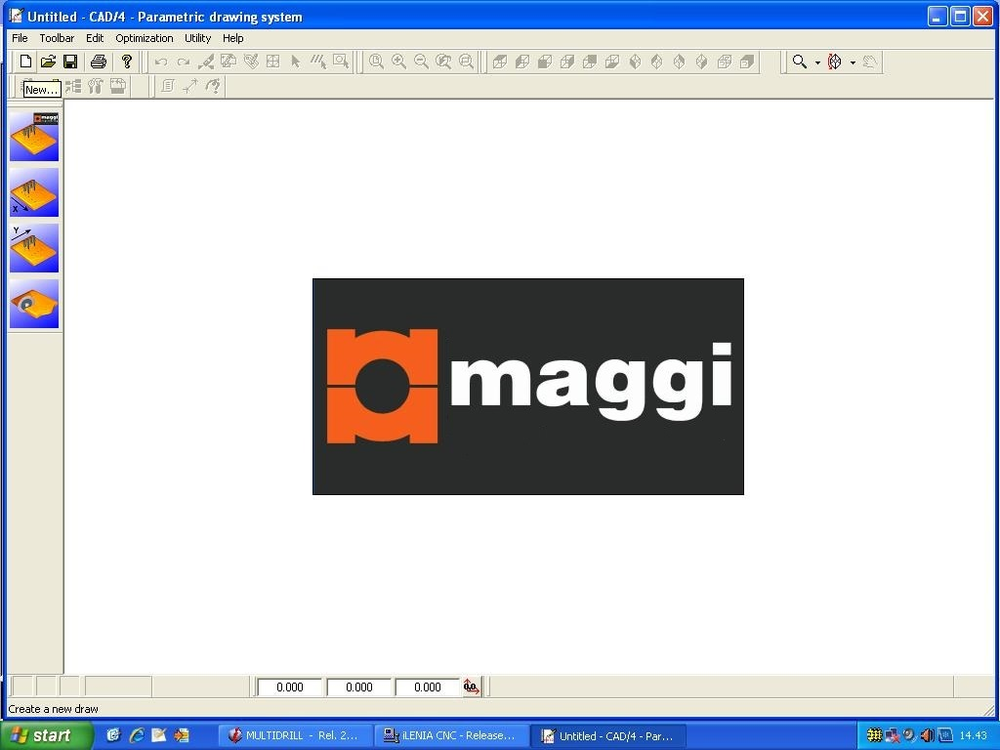 Untitled - CAD/4 - Parametric drawing system
File Toolbar Edit Optimization Utility Help
New...
maggi
X
Y
maggi
0.000 0.000 0.000
Create a new draw
start MULTIDRILL - Rel. 2... iLENIA CNC - Release... Untitled - CAD/4 - Par... 14.43